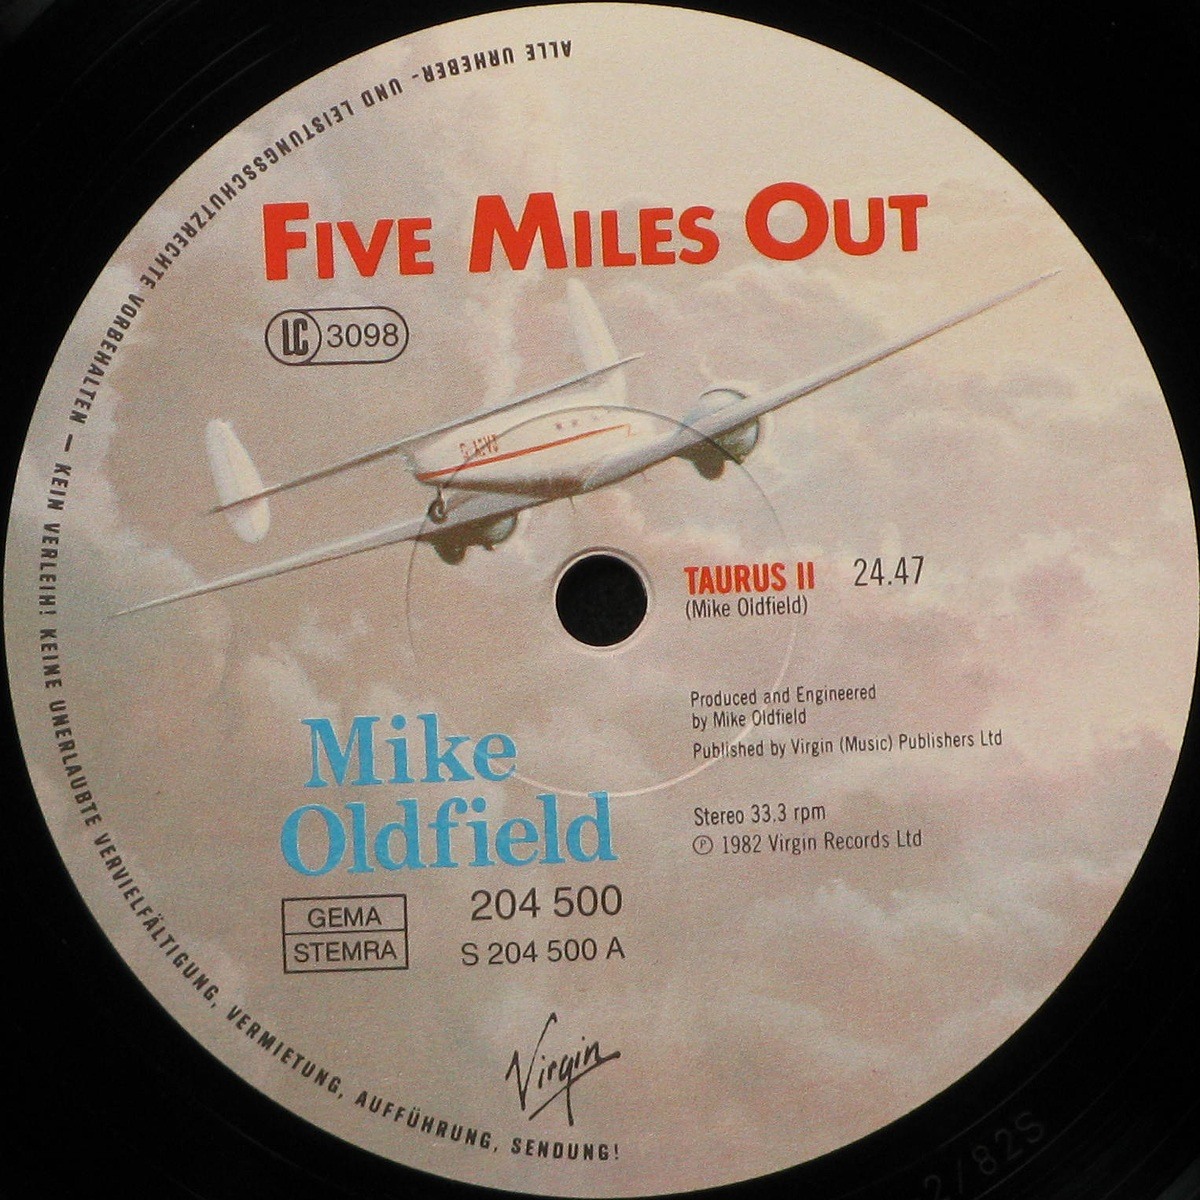 ALLE URHEBER- UND LEISTUNGSSCHUTZRECHTE VORBEHALTEN – KEIN VERLEIH! KEINE UNERLAUBTE VERVIELFÄLTIGUNG, VERMIETUNG, AUFFÜHRUNG, SENDUNG!
FIVE MILES OUT
LC 3098
TAURUS II 24.47
(Mike Oldfield)
Produced and Engineered
by Mike Oldfield
Published by Virgin (Music) Publishers Ltd
Mike
Oldfield
Stereo 33.3 rpm
℗ 1982 Virgin Records Ltd
GEMA
STEMRA
204 500
S 204 500 A
Virgin